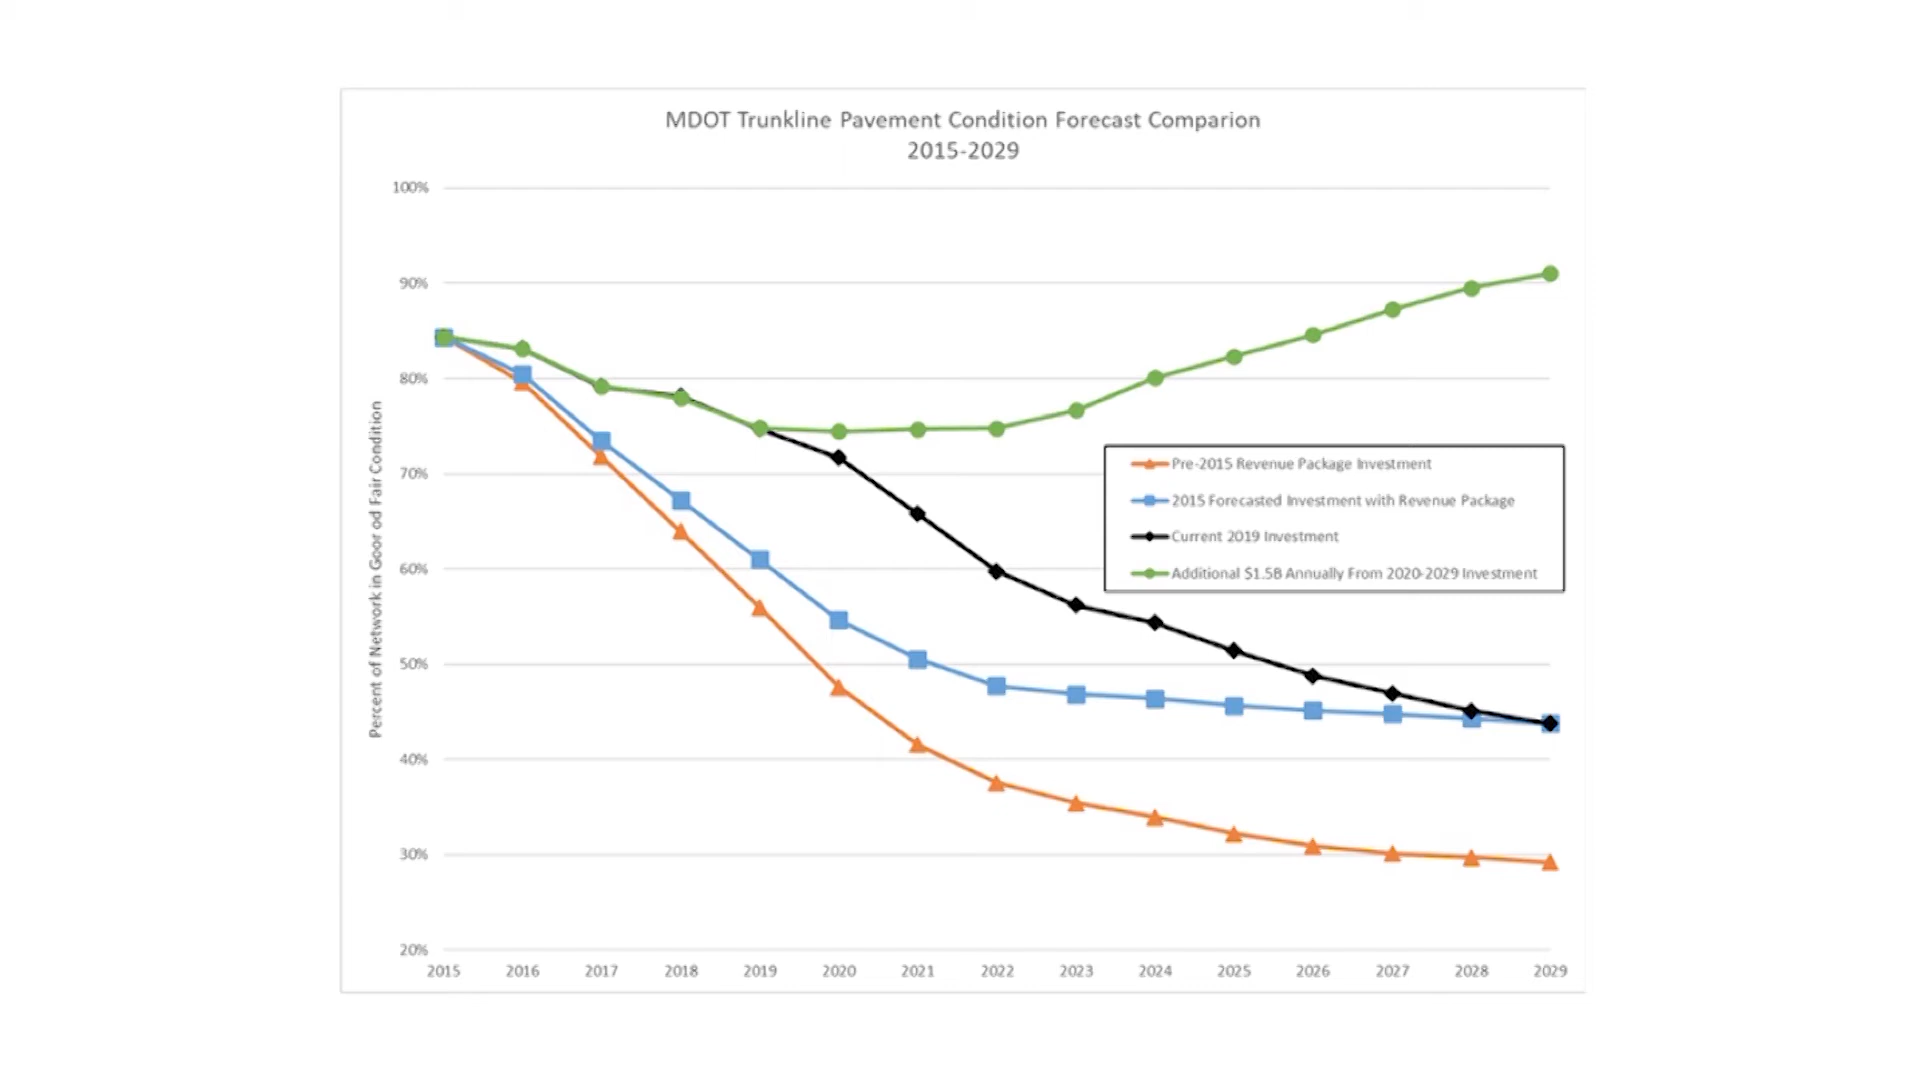 MDOT Trunkline Pavement Condition Forecast Comparion
2015-2029
100%
90%
80%
70%
60%
50%
40%
30%
20%
Percent of Network in Goor od Fair Condition
Pre-2015 Revenue Package Investment
2015 Forecasted Investment with Revenue Package
Current 2019 Investment
Additional $1.5B Annually From 2020-2029 Investment
2015 2016 2017 2018 2019 2020 2021 2022 2023 2024 2025 2026 2027 2028 2029